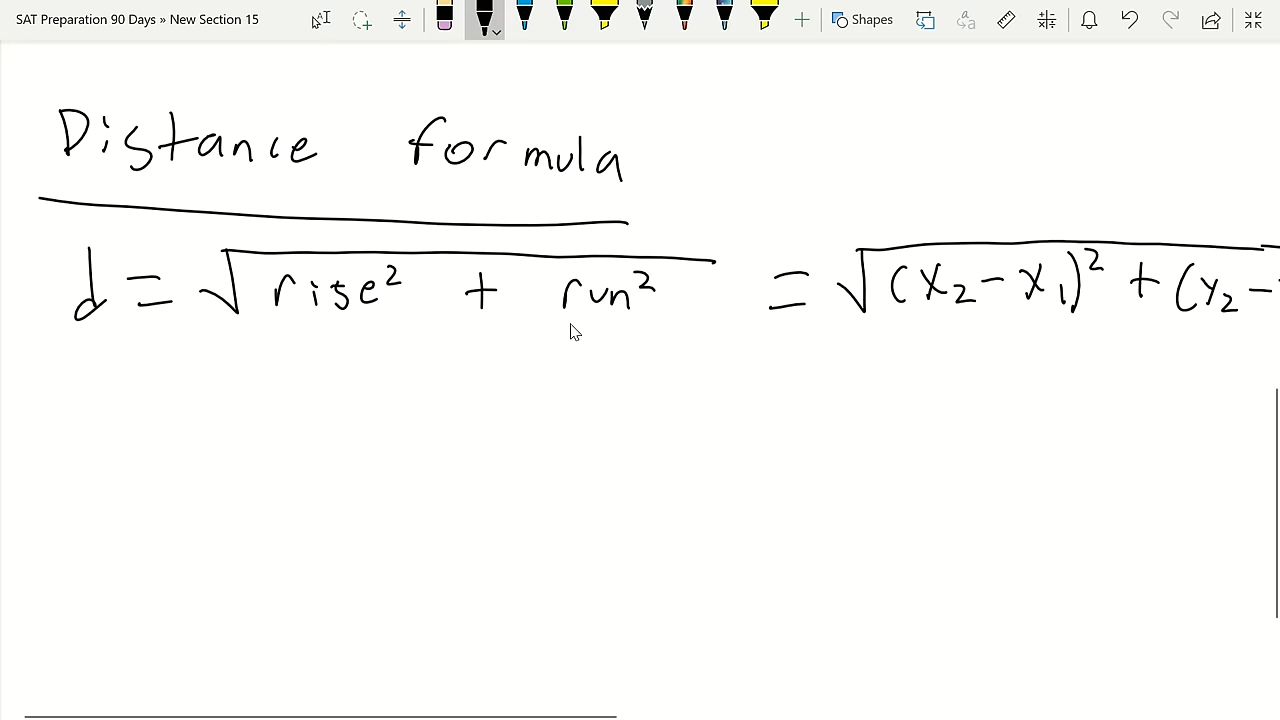 SAT Preparation 90 Days » New Section 15
Shapes
Distance formula
d = √rise² + run² = √(x₂ - x₁)² + (y₂ -